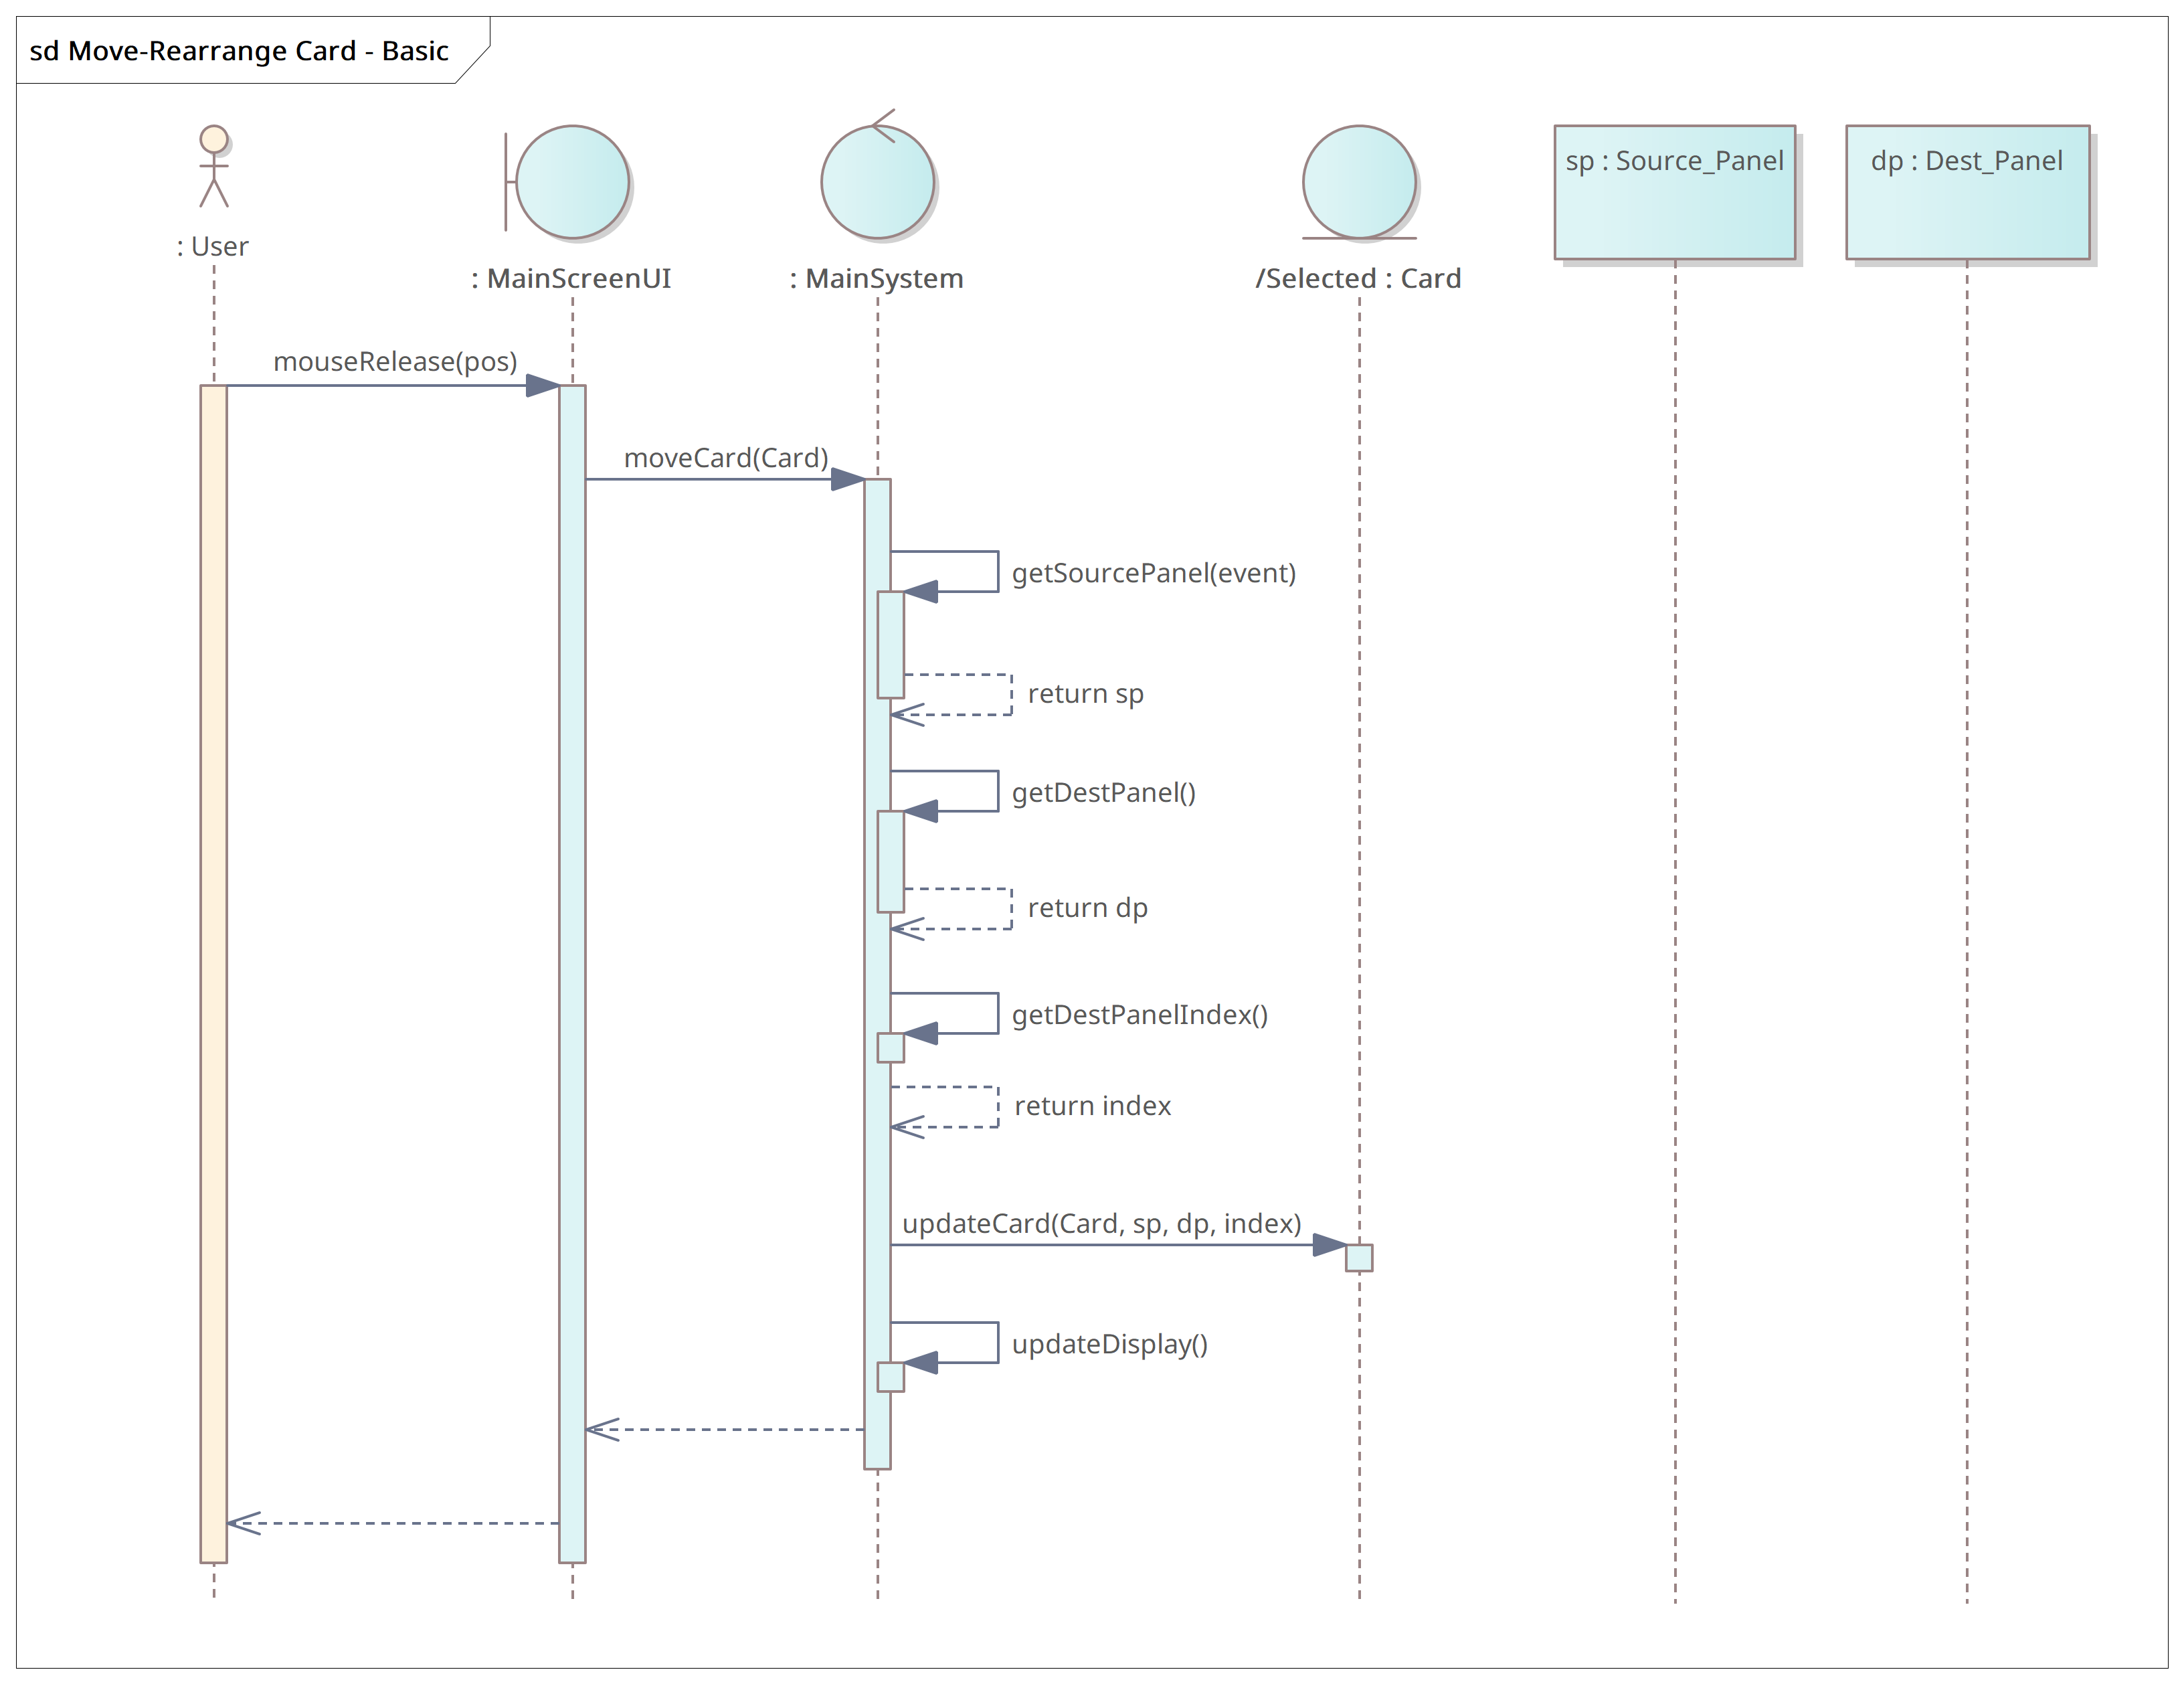 sd Move-Rearrange Card - Basic
: User
: MainScreenUI
: MainSystem
/Selected : Card
sp : Source_Panel
dp : Dest_Panel
mouseRelease(pos)
moveCard(Card)
getSourcePanel(event)
return sp
getDestPanel()
return dp
getDestPanelIndex()
return index
updateCard(Card, sp, dp, index)
updateDisplay()